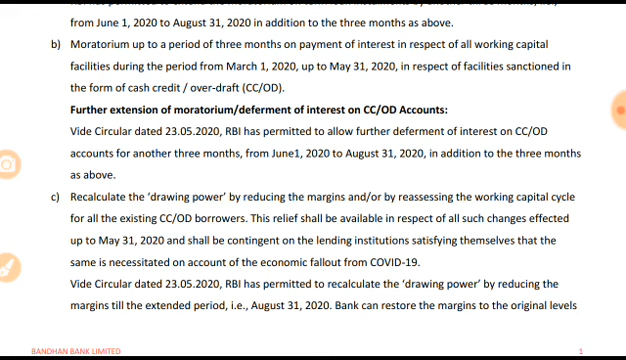 from June 1, 2020 to August 31, 2020 in addition to the three months as above.
b) Moratorium up to a period of three months on payment of interest in respect of all working capital
facilities during the period from March 1, 2020, up to May 31, 2020, in respect of facilities sanctioned in
the form of cash credit / over-draft (CC/OD).
Further extension of moratorium/deferment of interest on CC/OD Accounts:
Vide Circular dated 23.05.2020, RBI has permitted to allow further deferment of interest on CC/OD
accounts for another three months, from June1, 2020 to August 31, 2020, in addition to the three months
as above.
c) Recalculate the ‘drawing power’ by reducing the margins and/or by reassessing the working capital cycle
for all the existing CC/OD borrowers. This relief shall be available in respect of all such changes effected
up to May 31, 2020 and shall be contingent on the lending institutions satisfying themselves that the
same is necessitated on account of the economic fallout from COVID-19.
Vide Circular dated 23.05.2020, RBI has permitted to recalculate the ‘drawing power’ by reducing the
margins till the extended period, i.e., August 31, 2020. Bank can restore the margins to the original levels
BANDHAN BANK LIMITED 1